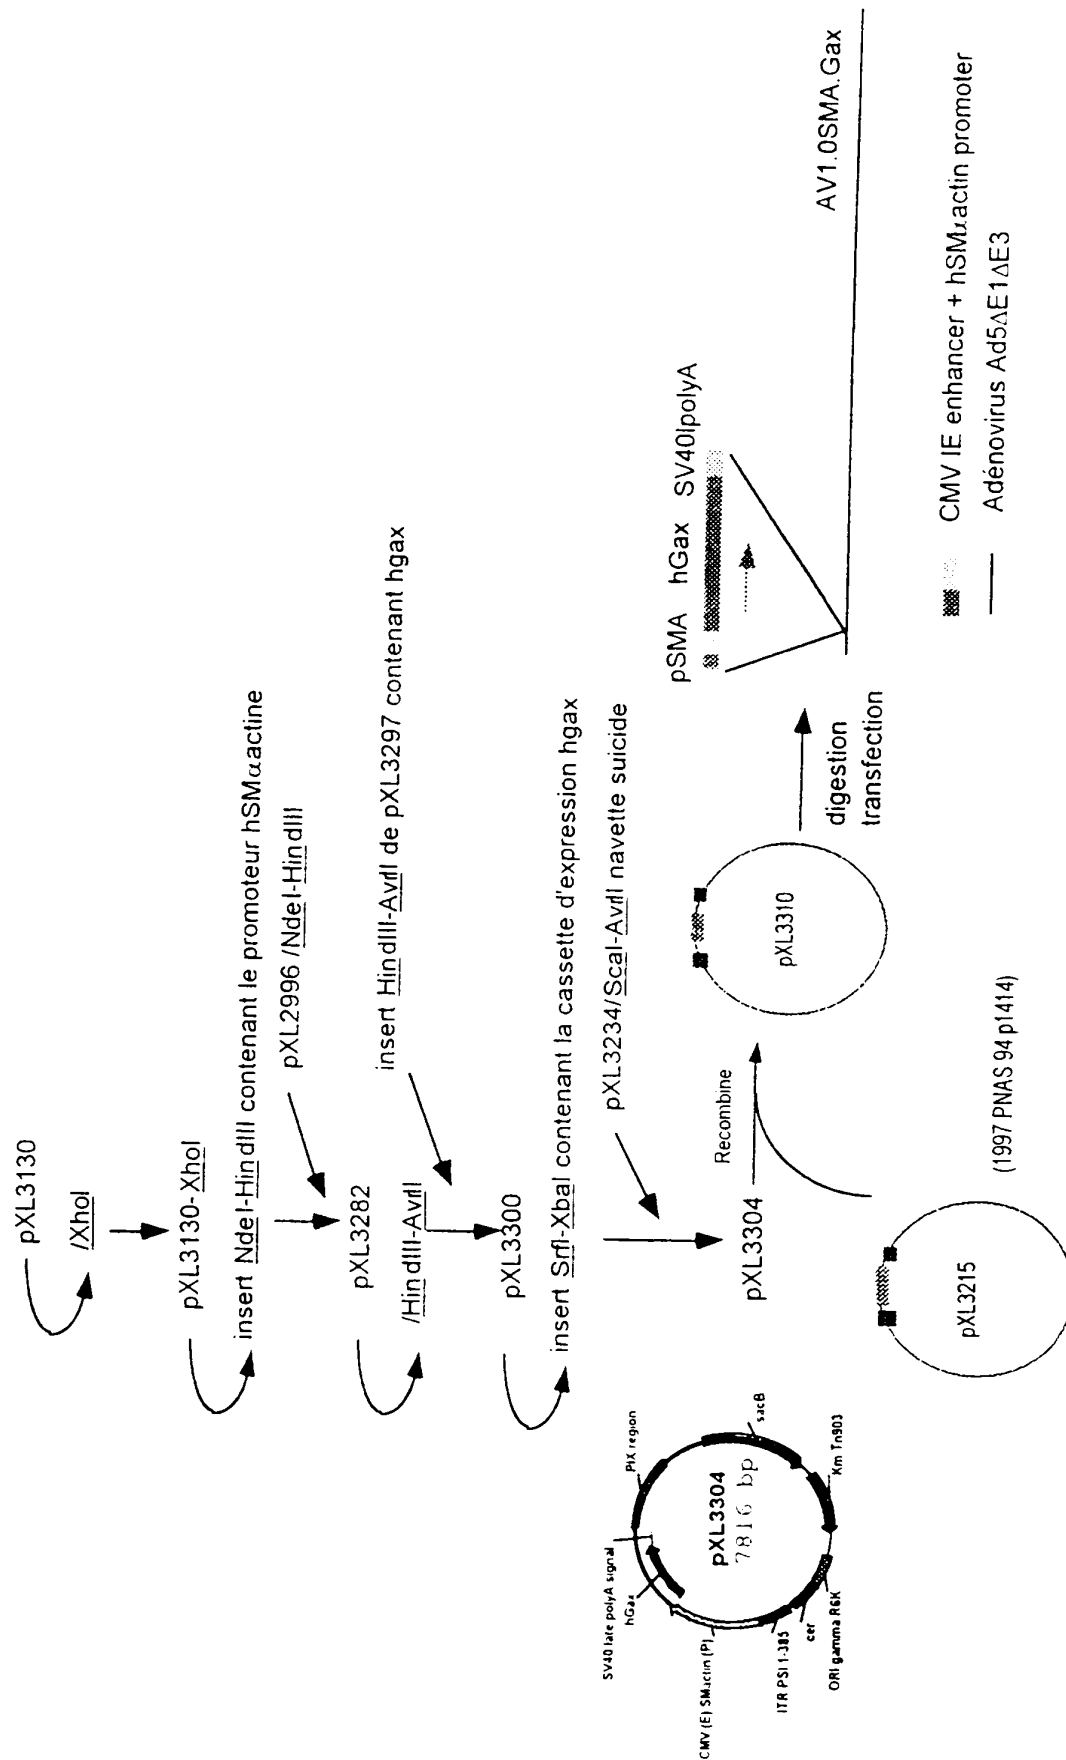 pXL3130
/XhoI
pXL3130-XhoI
insert NdeI-HindIII contenant le promoteur hSMαactine
pXL2996 /NdeI-HindIII
pXL3282
/HindIII-AvrII
insert HindIII-AvrII de pXL3297 contenant hgax
pXL3300
insert SrfI-XbaI contenant la cassette d'expression hgax
pXL3234/ScaI-AvrII navette suicide
pXL3304
Recombine
pXL3215
(1997 PNAS 94 p1414)
pXL3310
digestion
transfection
pSMA hGax SV40lpolyA
AV1.0SMA.Gax
CMV IE enhancer + hSMαactin promoter
Adénovirus Ad5ΔE1ΔE3
PIX region
sacB
Km Tn903
ORI gamma R6K
cer
ITR PSI 1-385
CMV (E) SMactin (P)
hGax
SV40 late polyA signal
pXL3304
7816 bp